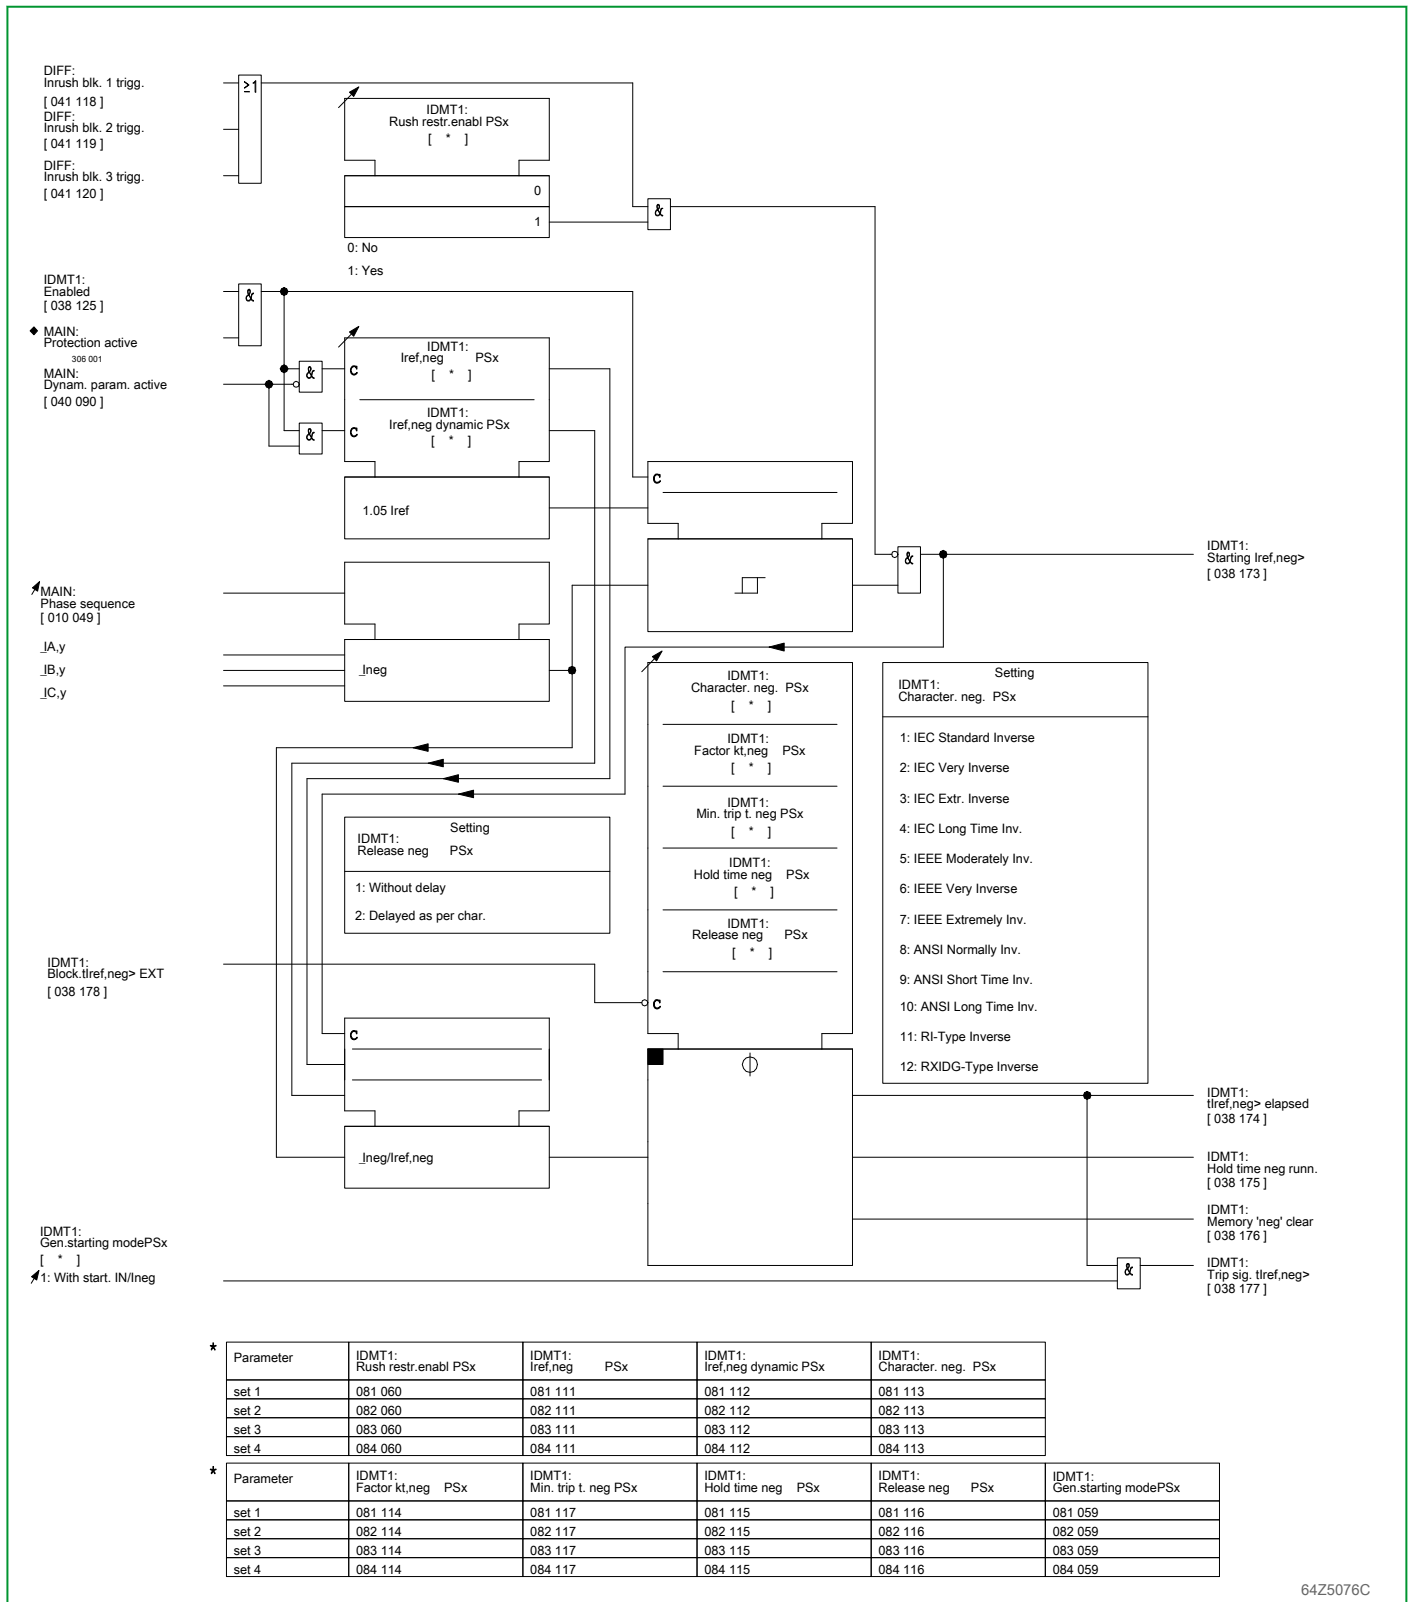 DIFF:
Inrush blk. 1 trigg.
[ 041 118 ]
DIFF:
Inrush blk. 2 trigg.
[ 041 119 ]
DIFF:
Inrush blk. 3 trigg.
[ 041 120 ]
≥1
IDMT1:
Rush restr.enabl PSx
[ * ]
0
1
0: No
1: Yes
&
IDMT1:
Enabled
[ 038 125 ]
&
MAIN:
Protection active
306 001
MAIN:
Dynam. param. active
[ 040 090 ]
&
&
C
IDMT1:
Iref,neg PSx
[ * ]
C
IDMT1:
Iref,neg dynamic PSx
[ * ]
1.05 Iref
C
&
IDMT1:
Starting Iref,neg>
[ 038 173 ]
MAIN:
Phase sequence
[ 010 049 ]
_IA,y
_IB,y
_IC,y
_Ineg
IDMT1:
Character. neg. PSx
[ * ]
IDMT1:
Factor kt,neg PSx
[ * ]
IDMT1:
Min. trip t. neg PSx
[ * ]
IDMT1:
Hold time neg PSx
[ * ]
IDMT1:
Release neg PSx
[ * ]
C
Setting
IDMT1:
Character. neg. PSx
1: IEC Standard Inverse
2: IEC Very Inverse
3: IEC Extr. Inverse
4: IEC Long Time Inv.
5: IEEE Moderately Inv.
6: IEEE Very Inverse
7: IEEE Extremely Inv.
8: ANSI Normally Inv.
9: ANSI Short Time Inv.
10: ANSI Long Time Inv.
11: RI-Type Inverse
12: RXIDG-Type Inverse
Setting
IDMT1:
Release neg PSx
1: Without delay
2: Delayed as per char.
IDMT1:
Block.tIref,neg> EXT
[ 038 178 ]
C
_Ineg/Iref,neg
IDMT1:
tIref,neg> elapsed
[ 038 174 ]
IDMT1:
Hold time neg runn.
[ 038 175 ]
IDMT1:
Memory 'neg' clear
[ 038 176 ]
IDMT1:
Gen.starting modePSx
[ * ]
1: With start. IN/Ineg
&
IDMT1:
Trip sig. tIref,neg>
[ 038 177 ]
*
Parameter IDMT1: Rush restr.enabl PSx IDMT1: Iref,neg PSx IDMT1: Iref,neg dynamic PSx IDMT1: Character. neg. PSx
set 1 081 060 081 111 081 112 081 113
set 2 082 060 082 111 082 112 082 113
set 3 083 060 083 111 083 112 083 113
set 4 084 060 084 111 084 112 084 113
*
Parameter IDMT1: Factor kt,neg PSx IDMT1: Min. trip t. neg PSx IDMT1: Hold time neg PSx IDMT1: Release neg PSx IDMT1: Gen.starting modePSx
set 1 081 114 081 117 081 115 081 116 081 059
set 2 082 114 082 117 082 115 082 116 082 059
set 3 083 114 083 117 083 115 083 116 083 059
set 4 084 114 084 117 084 115 084 116 084 059
64Z5076C